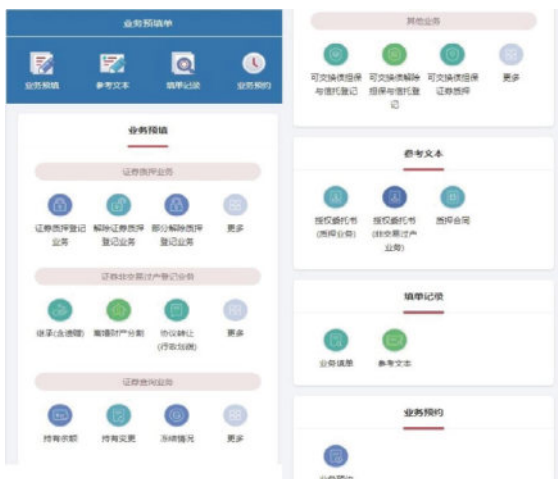 业务预填单
业务预填
参考文本
填单记录
业务预约
业务预填
证券质押业务
证券质押登记
业务
解除证券质押
登记业务
部分解除质押
登记业务
更多
证券非交易过户登记业务
继承(含遗赠)
离婚财产分割
协议转让
(行政划拨)
更多
证券查询业务
持有余额
持有变更
冻结情况
更多
其他业务
可交换债担保
与信托登记
可交换债解除
担保与信托登
记
可交换债担保
证券质押
更多
参考文本
授权委托书
(质押业务)
授权委托书
(非交易过户
业务)
质押合同
填单记录
业务填单
参考文本
业务预约
业务预约